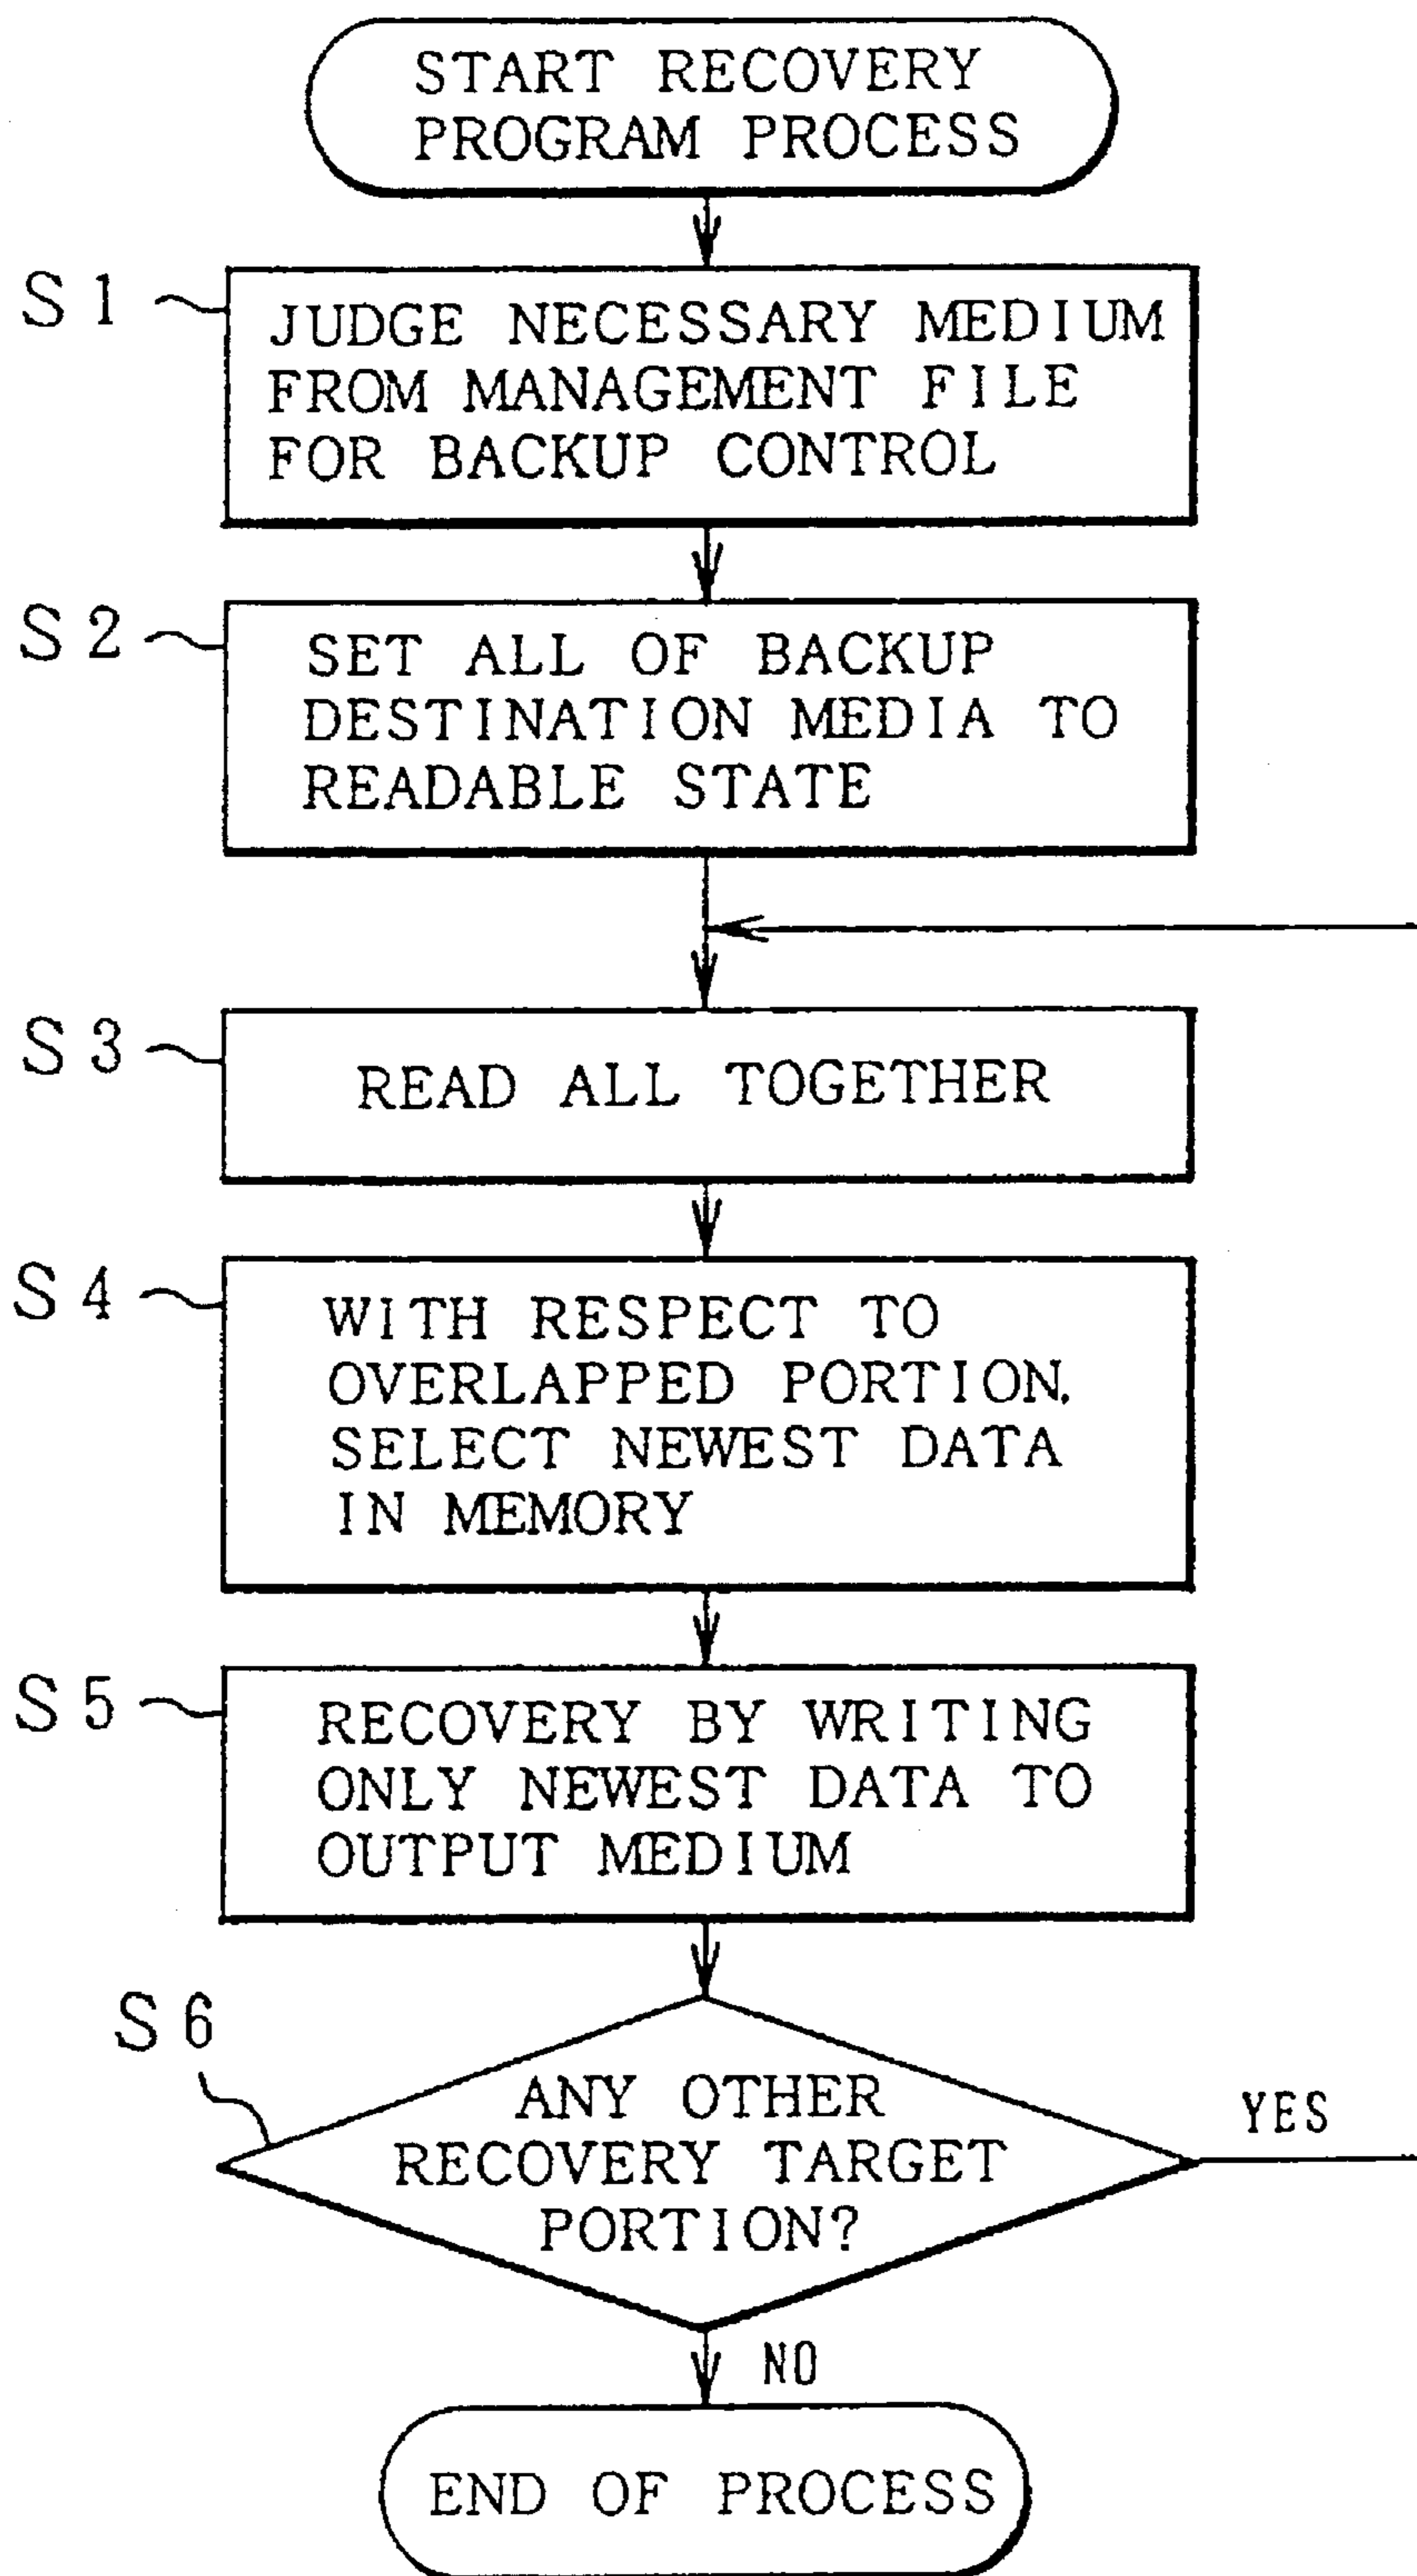 START RECOVERY
PROGRAM PROCESS
S1
JUDGE NECESSARY MEDIUM
FROM MANAGEMENT FILE
FOR BACKUP CONTROL
S2
SET ALL OF BACKUP
DESTINATION MEDIA TO
READABLE STATE
S3
READ ALL TOGETHER
S4
WITH RESPECT TO
OVERLAPPED PORTION.
SELECT NEWEST DATA
IN MEMORY
S5
RECOVERY BY WRITING
ONLY NEWEST DATA TO
OUTPUT MEDIUM
S6
ANY OTHER
RECOVERY TARGET
PORTION?
YES
NO
END OF PROCESS